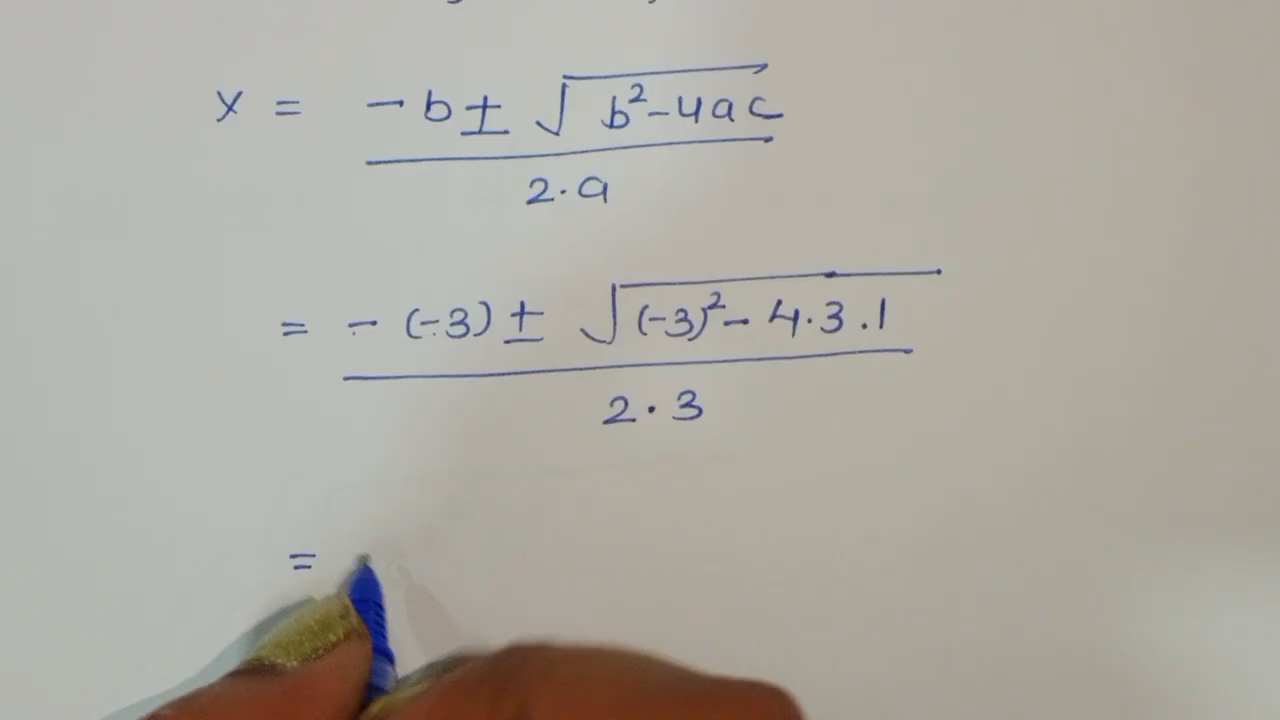 x = -b ± √(b² - 4ac) / 2·a
= - (-3) ± √((-3)² - 4·3·1) / 2·3
=